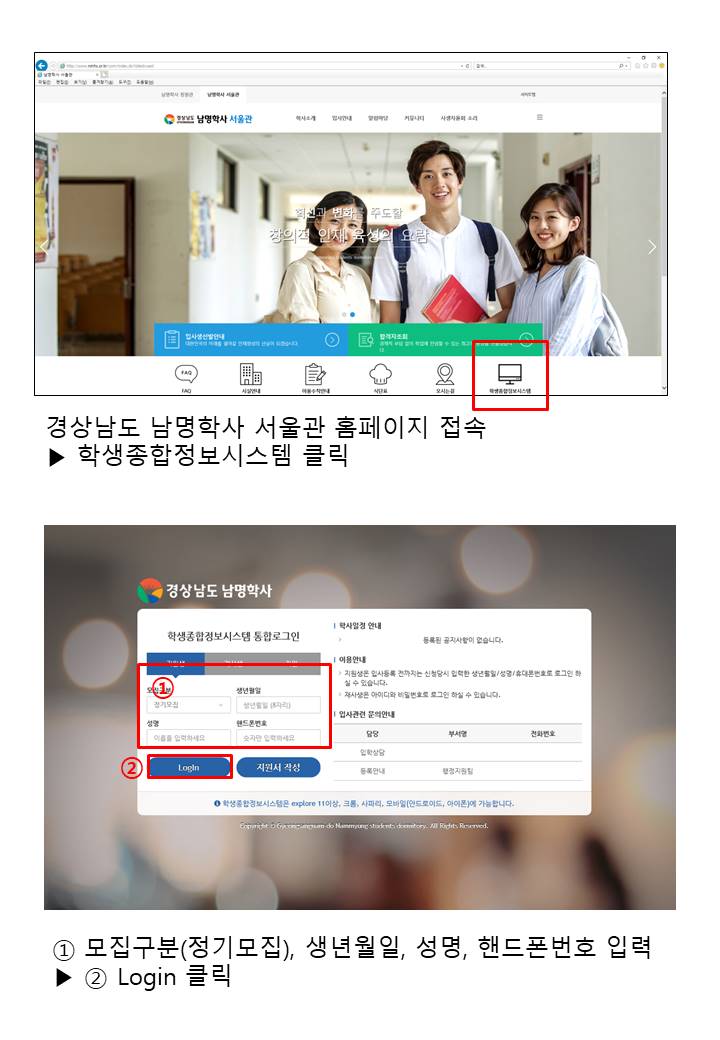 남명학사 창원관 남명학사 서울관 사이트맵
경상남도 남명학사 서울관 학사소개 입사안내 알림마당 커뮤니티 사생자율회 소리
혁신과 변화를 주도할
창의적 인재 육성의 요람
입사생선발안내
합격자조회
FAQ
FAQ 시설안내 이용수칙안내 식단표 오시는길 학생종합정보시스템
경상남도 남명학사 서울관 홈페이지 접속
▶ 학생종합정보시스템 클릭
경상남도 남명학사
학생종합정보시스템 통합로그인
지원생
①
생년월일
정기모집 생년월일 (8자리)
성명 핸드폰번호
이름을 입력하세요 숫자만 입력하세요
② Login 지원서 작성
학사일정 안내
등록된 공지사항이 없습니다.
이용안내
지원생은 입사등록 전까지는 신청당시 입력한 생년월일/성명/휴대폰번호로 로그인 하
실 수 있습니다.
재사생은 아이디와 비밀번호로 로그인 하실 수 있습니다.
입사관련 문의안내
담당 부서명 전화번호
입학상담
등록안내 행정지원팀
학생종합정보시스템은 explore 11이상, 크롬, 사파리, 모바일(안드로이드, 아이폰)에 가능합니다.
Copyright © Gyeongsangnam-do Nammyung students dormitory. All Rights Reserved.
① 모집구분(정기모집), 생년월일, 성명, 핸드폰번호 입력
▶ ② Login 클릭